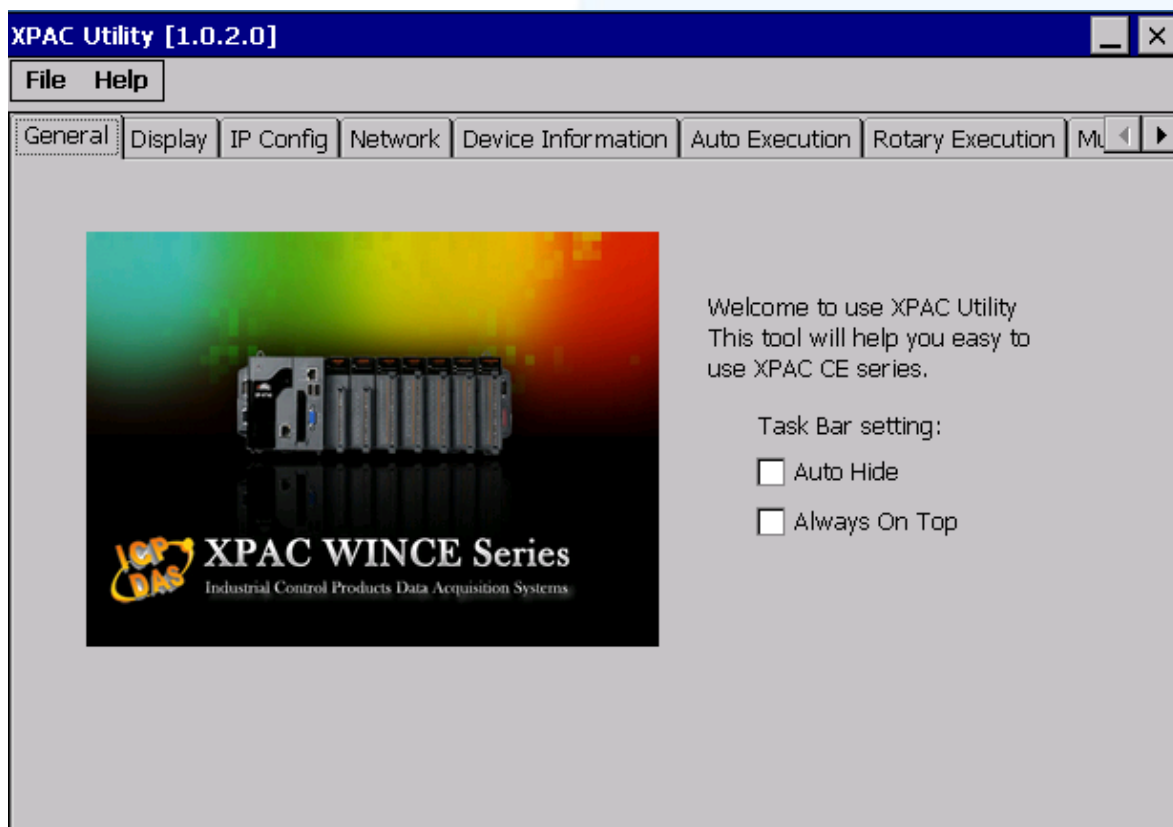 XPAC Utility [1.0.2.0]
File Help
General Display IP Config Network Device Information Auto Execution Rotary Execution
Welcome to use XPAC Utility
This tool will help you easy to
use XPAC CE series.
Task Bar setting:
Auto Hide
Always On Top
ICP
DAS
XPAC WINCE Series
Industrial Control Products Data Acquisition Systems